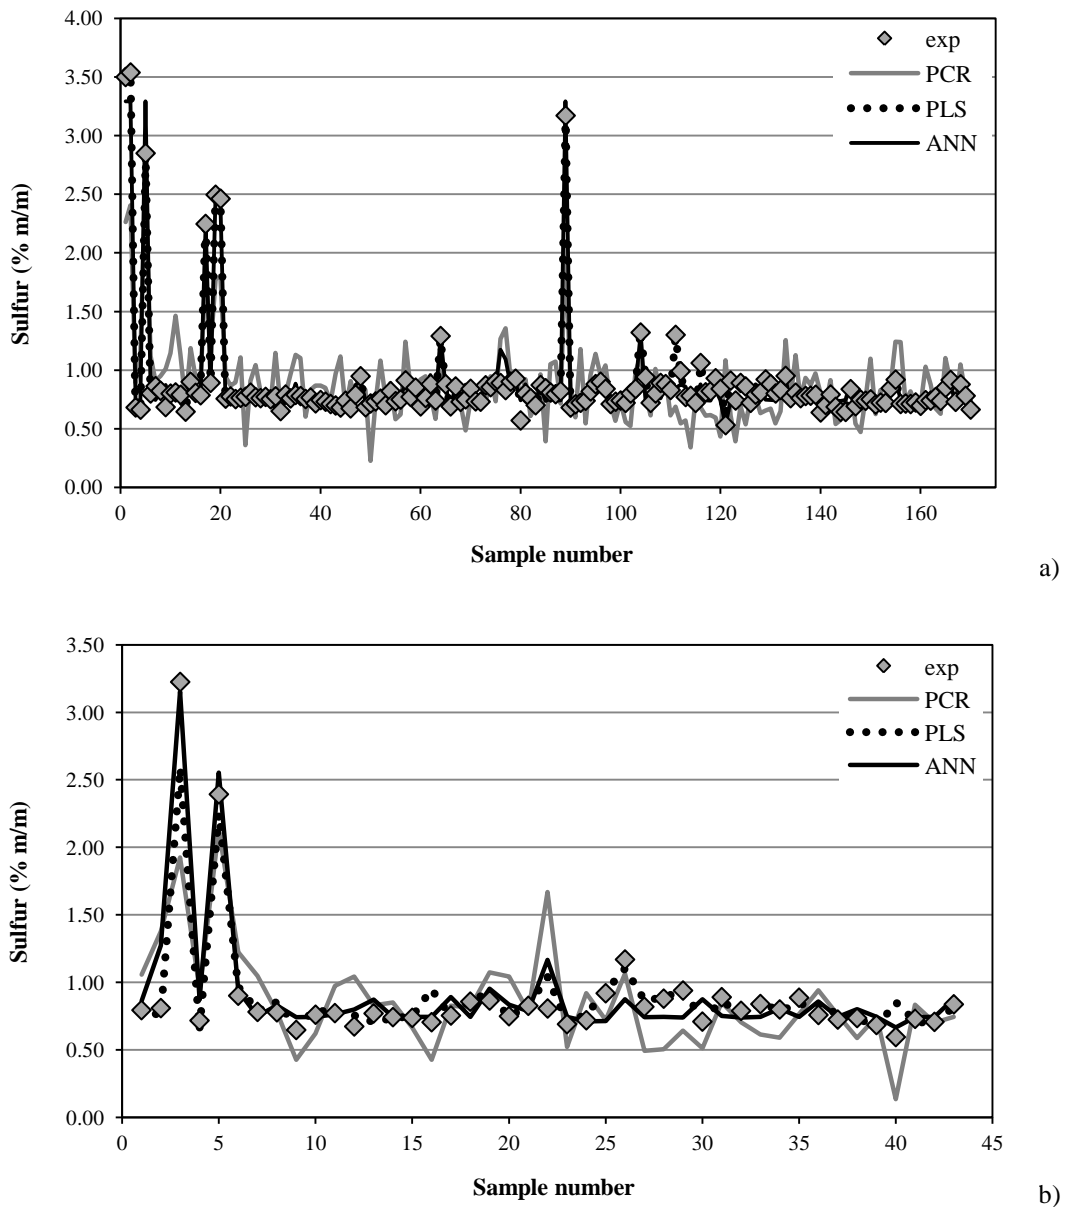 4.00
3.50
3.00
2.50
2.00
1.50
1.00
0.50
0.00
Sulfur (% m/m)
exp
PCR
PLS
ANN
0 20 40 60 80 100 120 140 160
Sample number
a)
3.50
3.00
2.50
2.00
1.50
1.00
0.50
0.00
Sulfur (% m/m)
exp
PCR
PLS
ANN
0 5 10 15 20 25 30 35 40 45
Sample number
b)